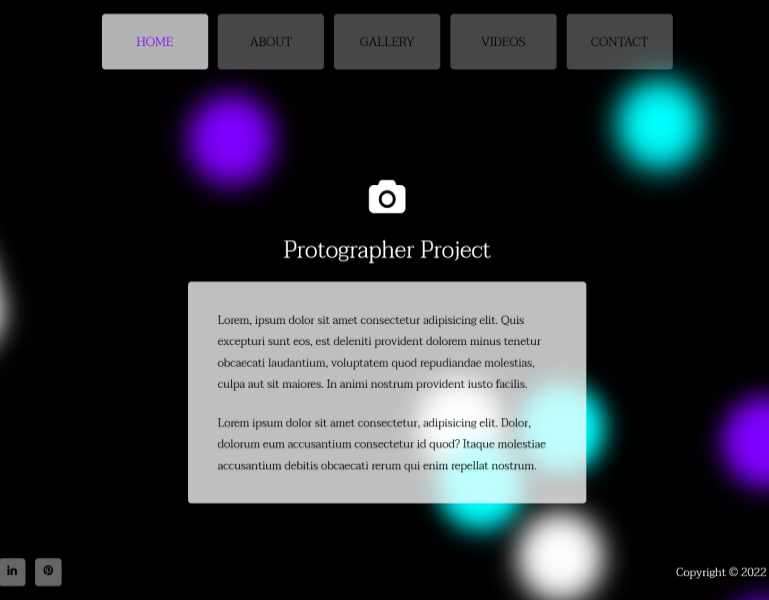 HOME ABOUT GALLERY VIDEOS CONTACT
Protographer Project
Lorem, ipsum dolor sit amet consectetur adipisicing elit. Quis
excepturi sunt eos, est deleniti provident dolorem minus tenetur
obcaecati laudantium, voluptatem quod repudiandae molestias,
culpa aut sit maiores. In animi nostrum provident iusto facilis.
Lorem ipsum dolor sit amet consectetur, adipisicing elit. Dolor,
dolorum eum accusantium consectetur id quod? Itaque molestiae
accusantium debitis obcaecati rerum qui enim repellat nostrum.
in
Copyright © 2022